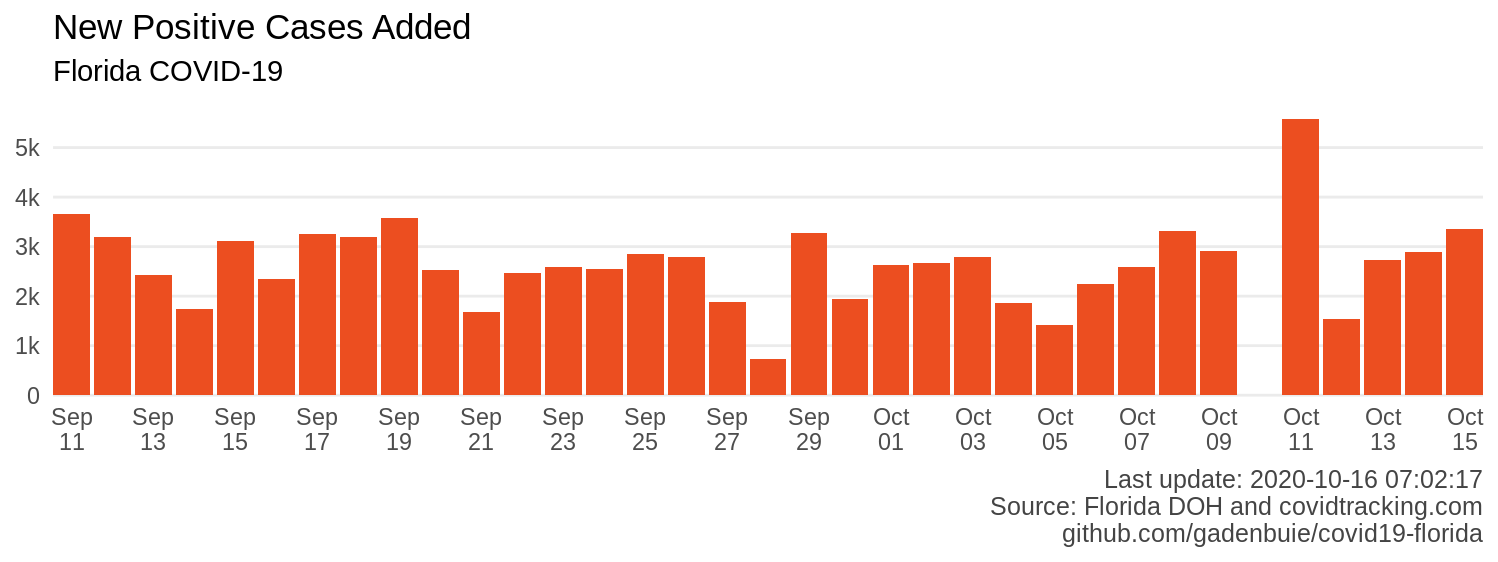 New Positive Cases Added
Florida COVID-19
5k
4k
3k
2k
1k
0
Sep Sep Sep Sep Sep Sep Sep Sep Sep Sep Oct Oct Oct Oct Oct Oct Oct Oct
11 13 15 17 19 21 23 25 27 29 01 03 05 07 09 11 13 15
Last update: 2020-10-16 07:02:17
Source: Florida DOH and covidtracking.com
github.com/gadenbuie/covid19-florida